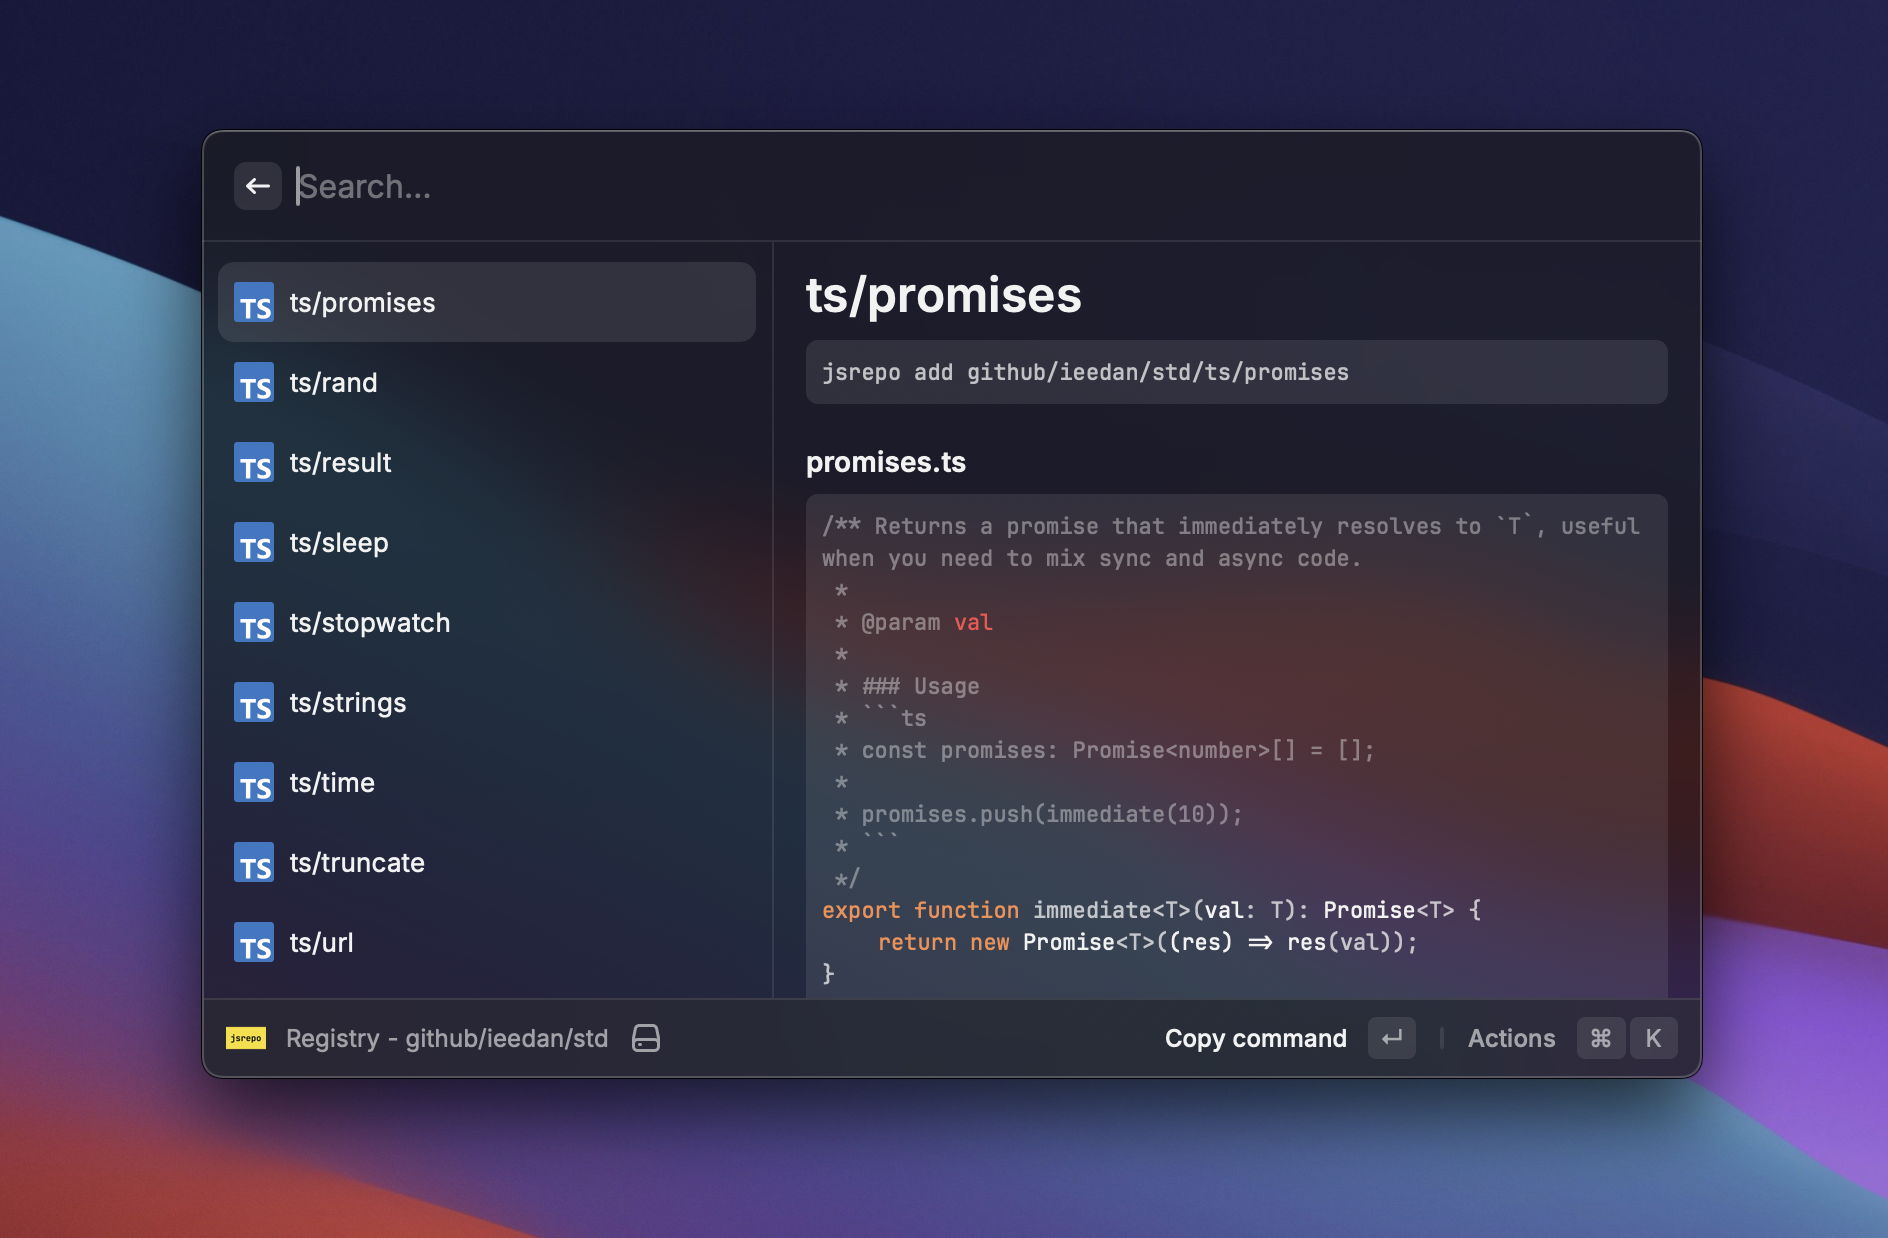 Search...
TS ts/promises
TS ts/rand
TS ts/result
TS ts/sleep
TS ts/stopwatch
TS ts/strings
TS ts/time
TS ts/truncate
TS ts/url
ts/promises
jsrepo add github/ieedan/std/ts/promises
promises.ts
/** Returns a promise that immediately resolves to `T`, useful
when you need to mix sync and async code.
 *
 * @param val
 *
 * ### Usage
 * ```ts
 * const promises: Promise<number>[] = [];
 *
 * promises.push(immediate(10));
 * ```
 */
export function immediate<T>(val: T): Promise<T> {
    return new Promise<T>((res) => res(val));
}
jsrepo Registry - github/ieedan/std
Copy command ↵ | Actions ⌘ K